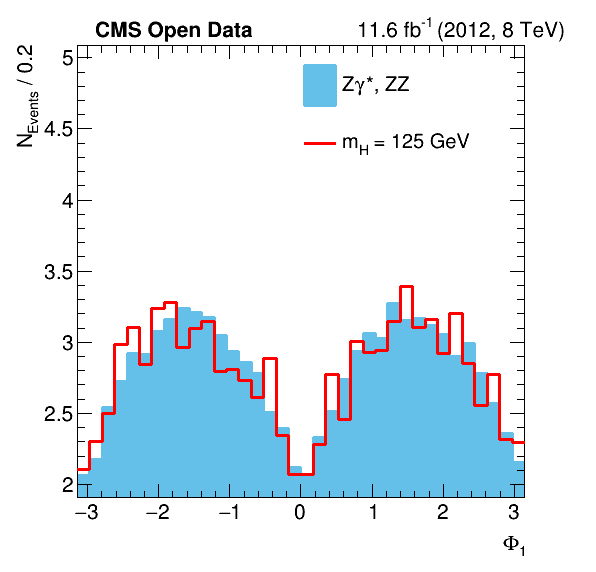 CMS Open Data 11.6 fb⁻¹ (2012, 8 TeV)
N_Events / 0.2
5
4.5
4
3.5
3
2.5
2
Zγ*, ZZ
m_H = 125 GeV
−3 −2 −1 0 1 2 3
Φ₁